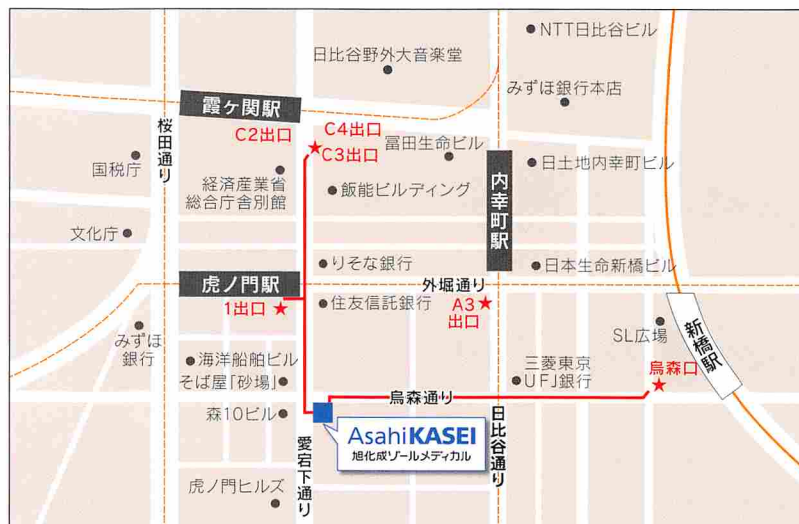 NTT日比谷ビル
日比谷野外大音楽堂
みずほ銀行本店
霞ヶ関駅
C2出口
C4出口
C3出口
冨田生命ビル
桜田通り
国税庁
経済産業省
総合庁舎別館
飯能ビルディング
内幸町駅
日土地内幸町ビル
文化庁
りそな銀行
日本生命新橋ビル
虎ノ門駅
外堀通り
1出口
住友信託銀行
A3
出口
新橋駅
みずほ
銀行
SL広場
海洋船舶ビル
三菱東京
UFJ銀行
烏森口
そば屋「砂場」
烏森通り
森10ビル
AsahiKASEI
旭化成ゾールメディカル
愛宕下通り
日比谷通り
虎ノ門ヒルズ